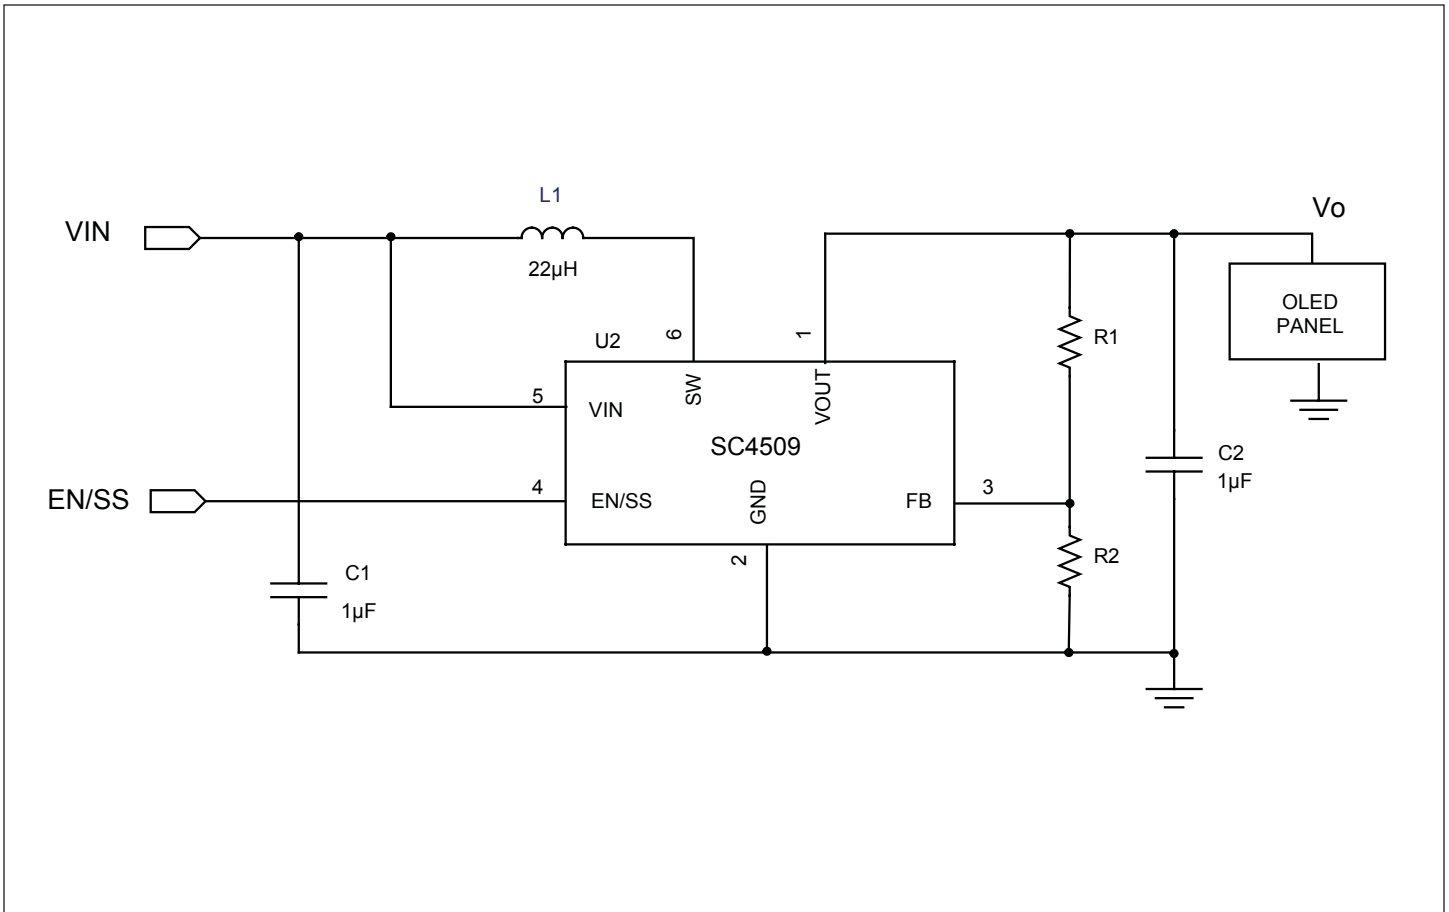 L1
VIN
Vo
22µH
OLED
PANEL
6
1
R1
U2
SW
VOUT
5
VIN
SC4509
C2
1µF
4
EN/SS
EN/SS
GND
FB
3
2
R2
C1
1µF